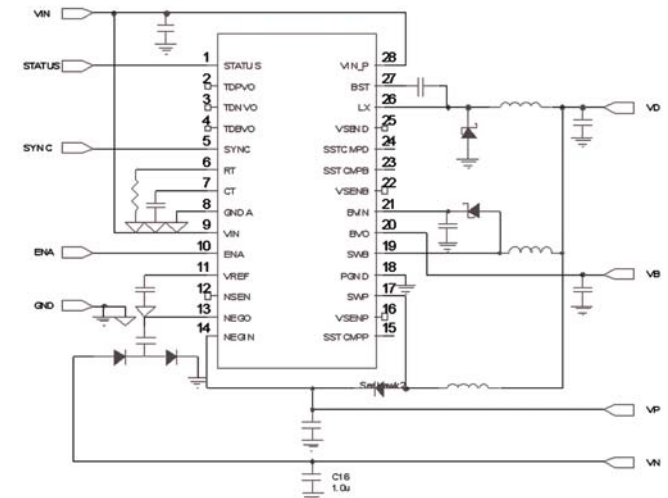 VIN
STATUS
SYNC
ENA
GND
1 STATUS
2 TDPVO
3 TDNVO
4 TDBVO
5 SYNC
6 RT
7 CT
8 GNDA
9 VIN
10 ENA
11 VREF
12 NSEN
13 NEGO
14 NEGIN
28 VIN_P
27 BST
26 LX
25 VSEND
24 SSTCMPD
23 SSTCMPB
22 VSENB
21 BVIN
20 BVO
19 SWB
18 PGND
17 SWP
16 VSENP
15 SSTCMPP
VD
VB
VP
VN
C16
1.0u